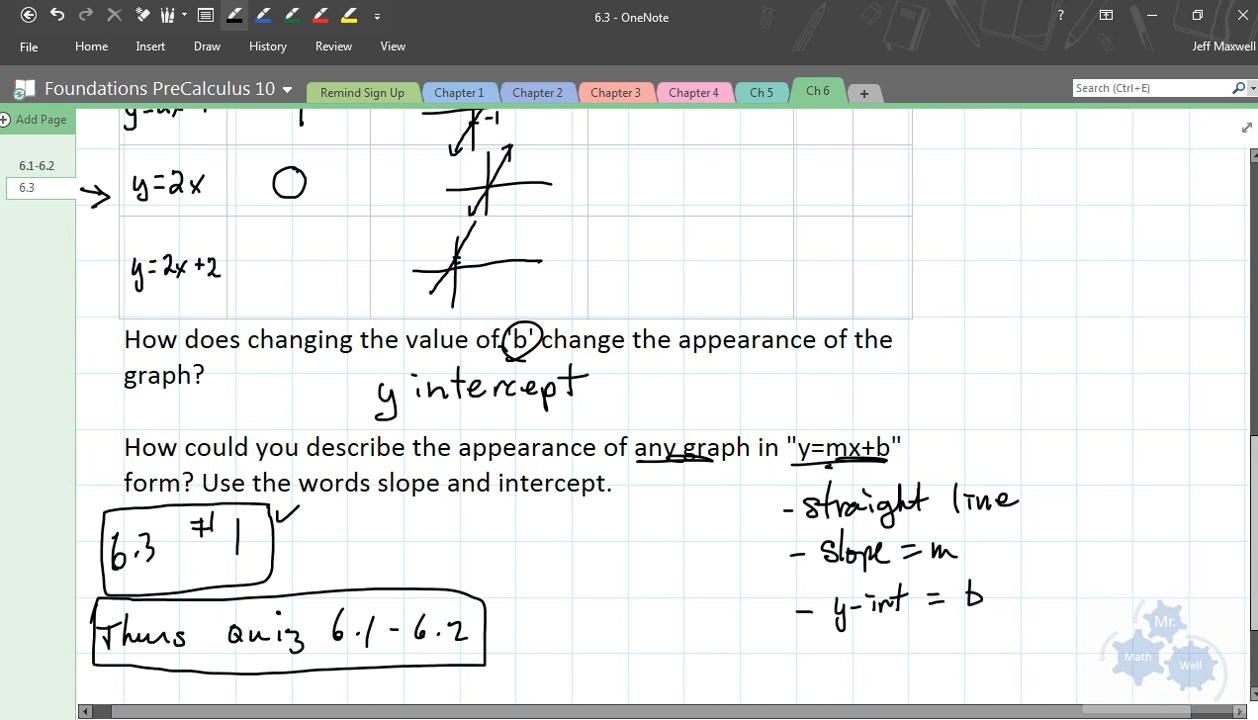 6.3 - OneNote
?
File
Home
Insert
Draw
History
Review
View
Jeff Maxwell
Foundations PreCalculus 10
Remind Sign Up
Chapter 1
Chapter 2
Chapter 3
Chapter 4
Ch 5
Ch 6
+
Search (Ctrl+E)
+ Add Page
6.1-6.2
6.3
-1
y=2x 0
y=2x+2
How does changing the value of 'b' change the appearance of the
graph?
y intercept
How could you describe the appearance of any graph in "y=mx+b"
form? Use the words slope and intercept.
- straight line
6.3 # 1
- slope = m
- y-int = b
Thurs quiz 6.1 - 6.2
Mr.
Math
Well